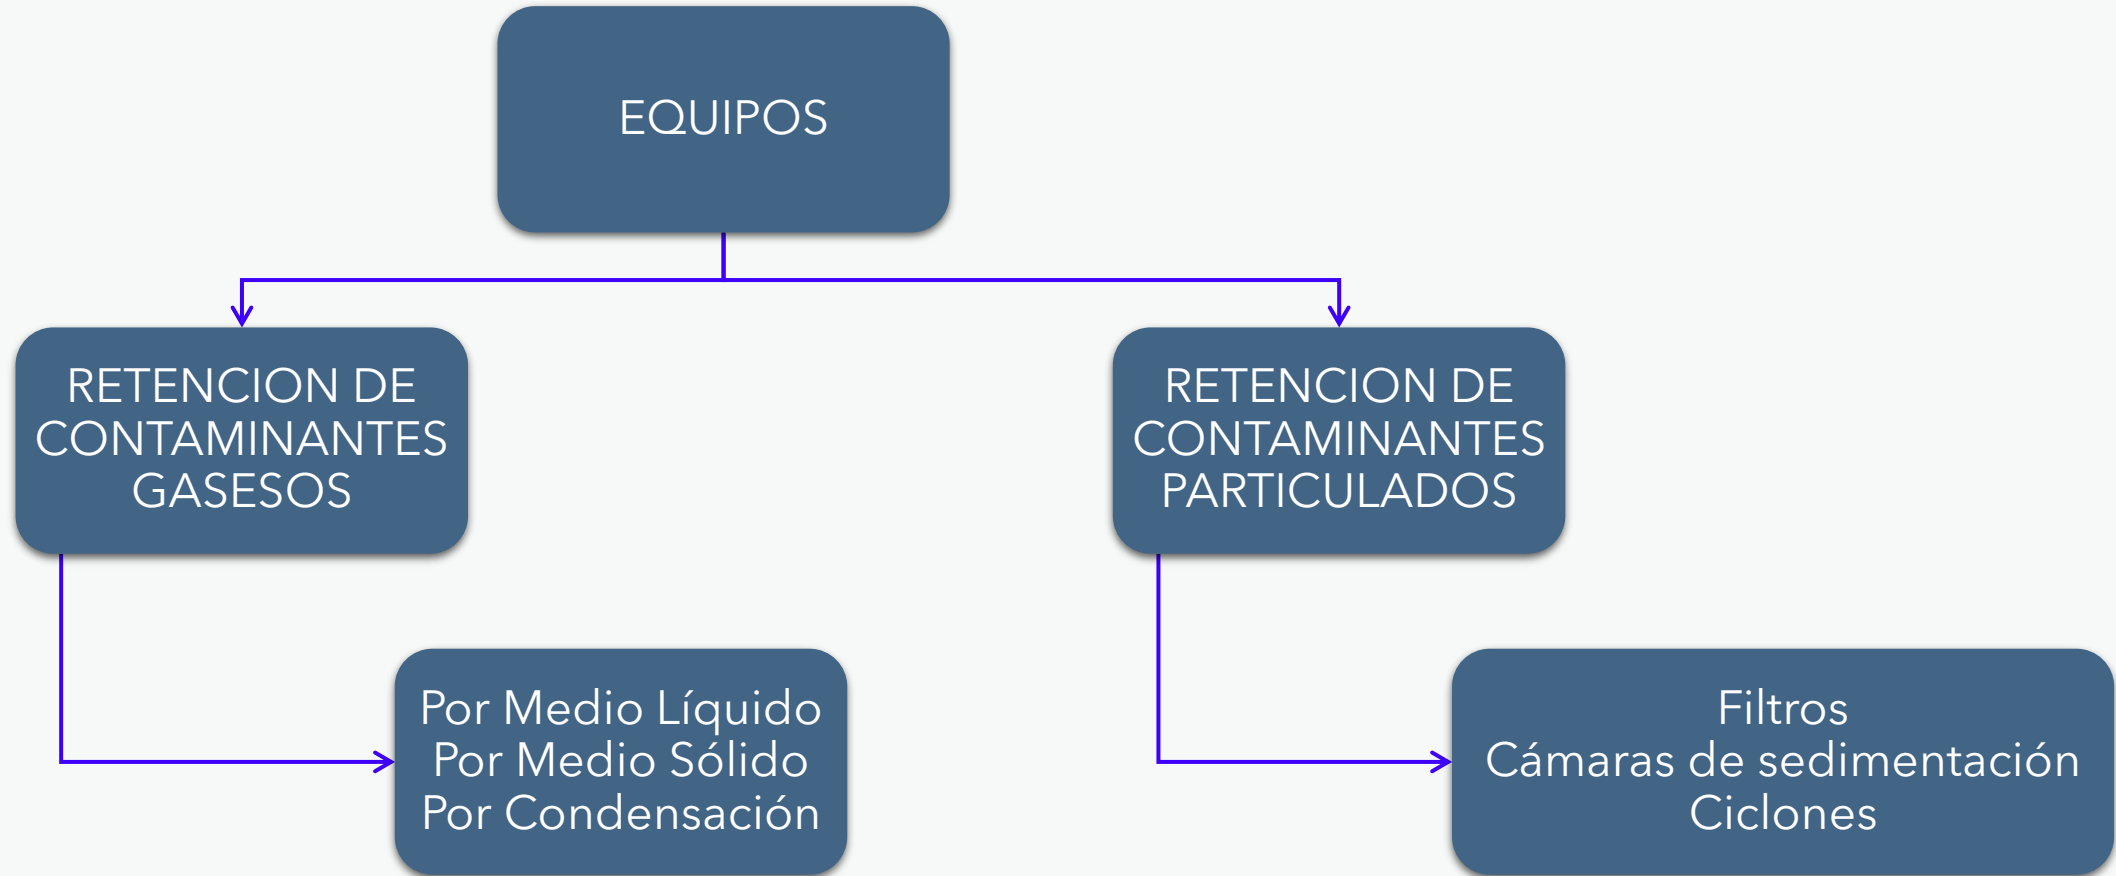 EQUIPOS
RETENCION DE
CONTAMINANTES
GASESOS
RETENCION DE
CONTAMINANTES
PARTICULADOS
Por Medio Líquido
Por Medio Sólido
Por Condensación
Filtros
Cámaras de sedimentación
Ciclones